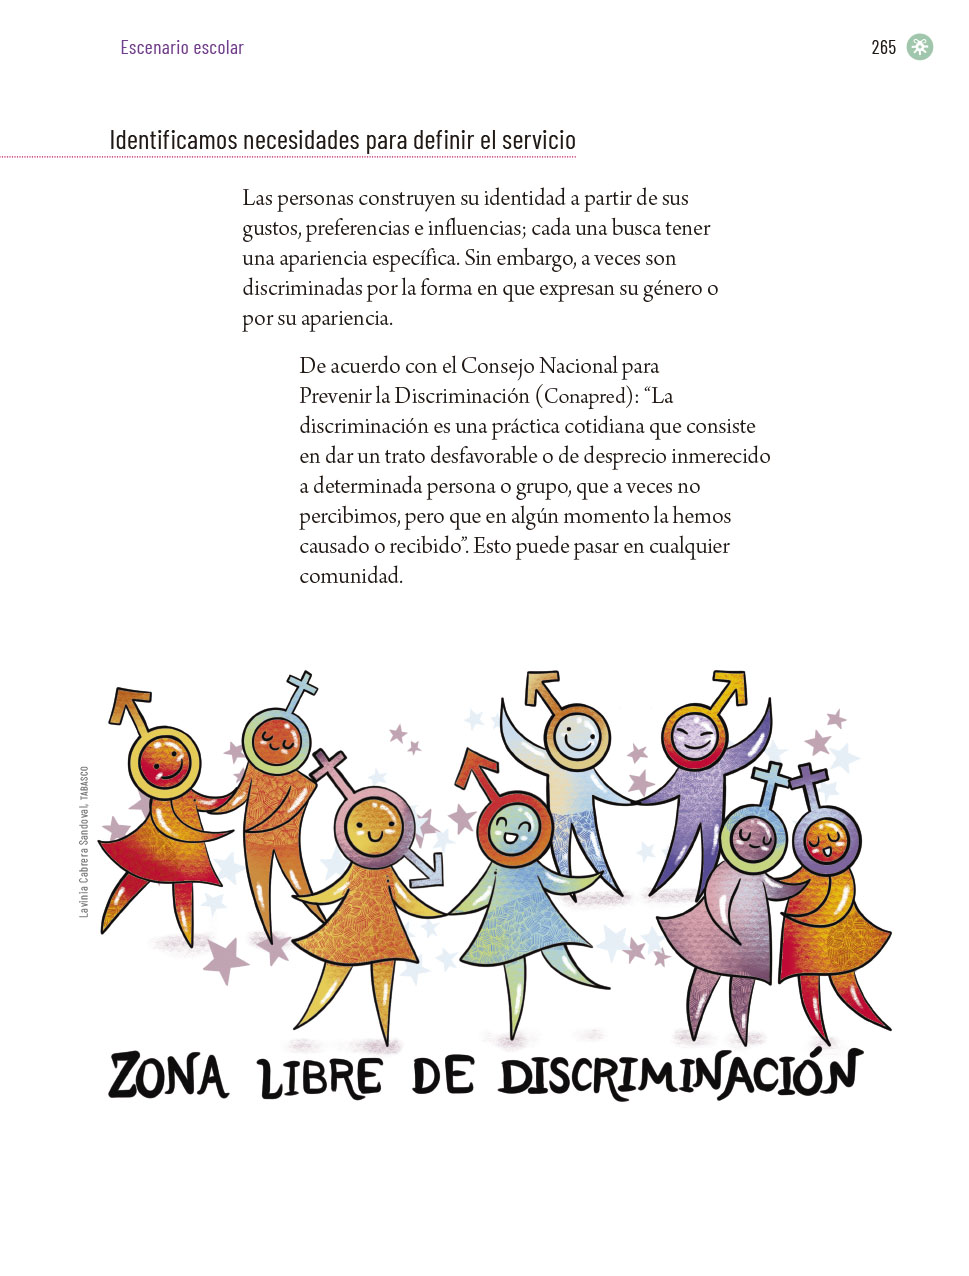 Escenario escolar
265
Identificamos necesidades para definir el servicio
Las personas construyen su identidad a partir de sus
gustos, preferencias e influencias; cada una busca tener
una apariencia específica. Sin embargo, a veces son
discriminadas por la forma en que expresan su género o
por su apariencia.
De acuerdo con el Consejo Nacional para
Prevenir la Discriminación (Conapred): “La
discriminación es una práctica cotidiana que consiste
en dar un trato desfavorable o de desprecio inmerecido
a determinada persona o grupo, que a veces no
percibimos, pero que en algún momento la hemos
causado o recibido”. Esto puede pasar en cualquier
comunidad.
Lavinia Cabrera Sandoval, TABASCO
ZONA LIBRE DE DISCRIMINACIÓN